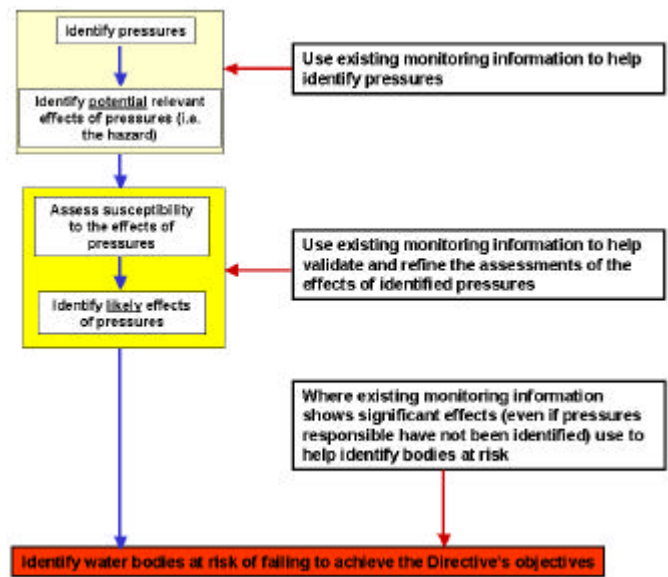 Identify pressures
Identify potential relevant
effects of pressures (i.e.
the hazard)
Use existing monitoring information to help
identify pressures
Assess susceptibility
to the effects of
pressures
Identify likely effects
of pressures
Use existing monitoring information to help
validate and refine the assessments of the
effects of identified pressures
Where existing monitoring information
shows significant effects (even if pressures
responsible have not been identified) use to
help identify bodies at risk
Identify water bodies at risk of failing to achieve the Directive's objectives